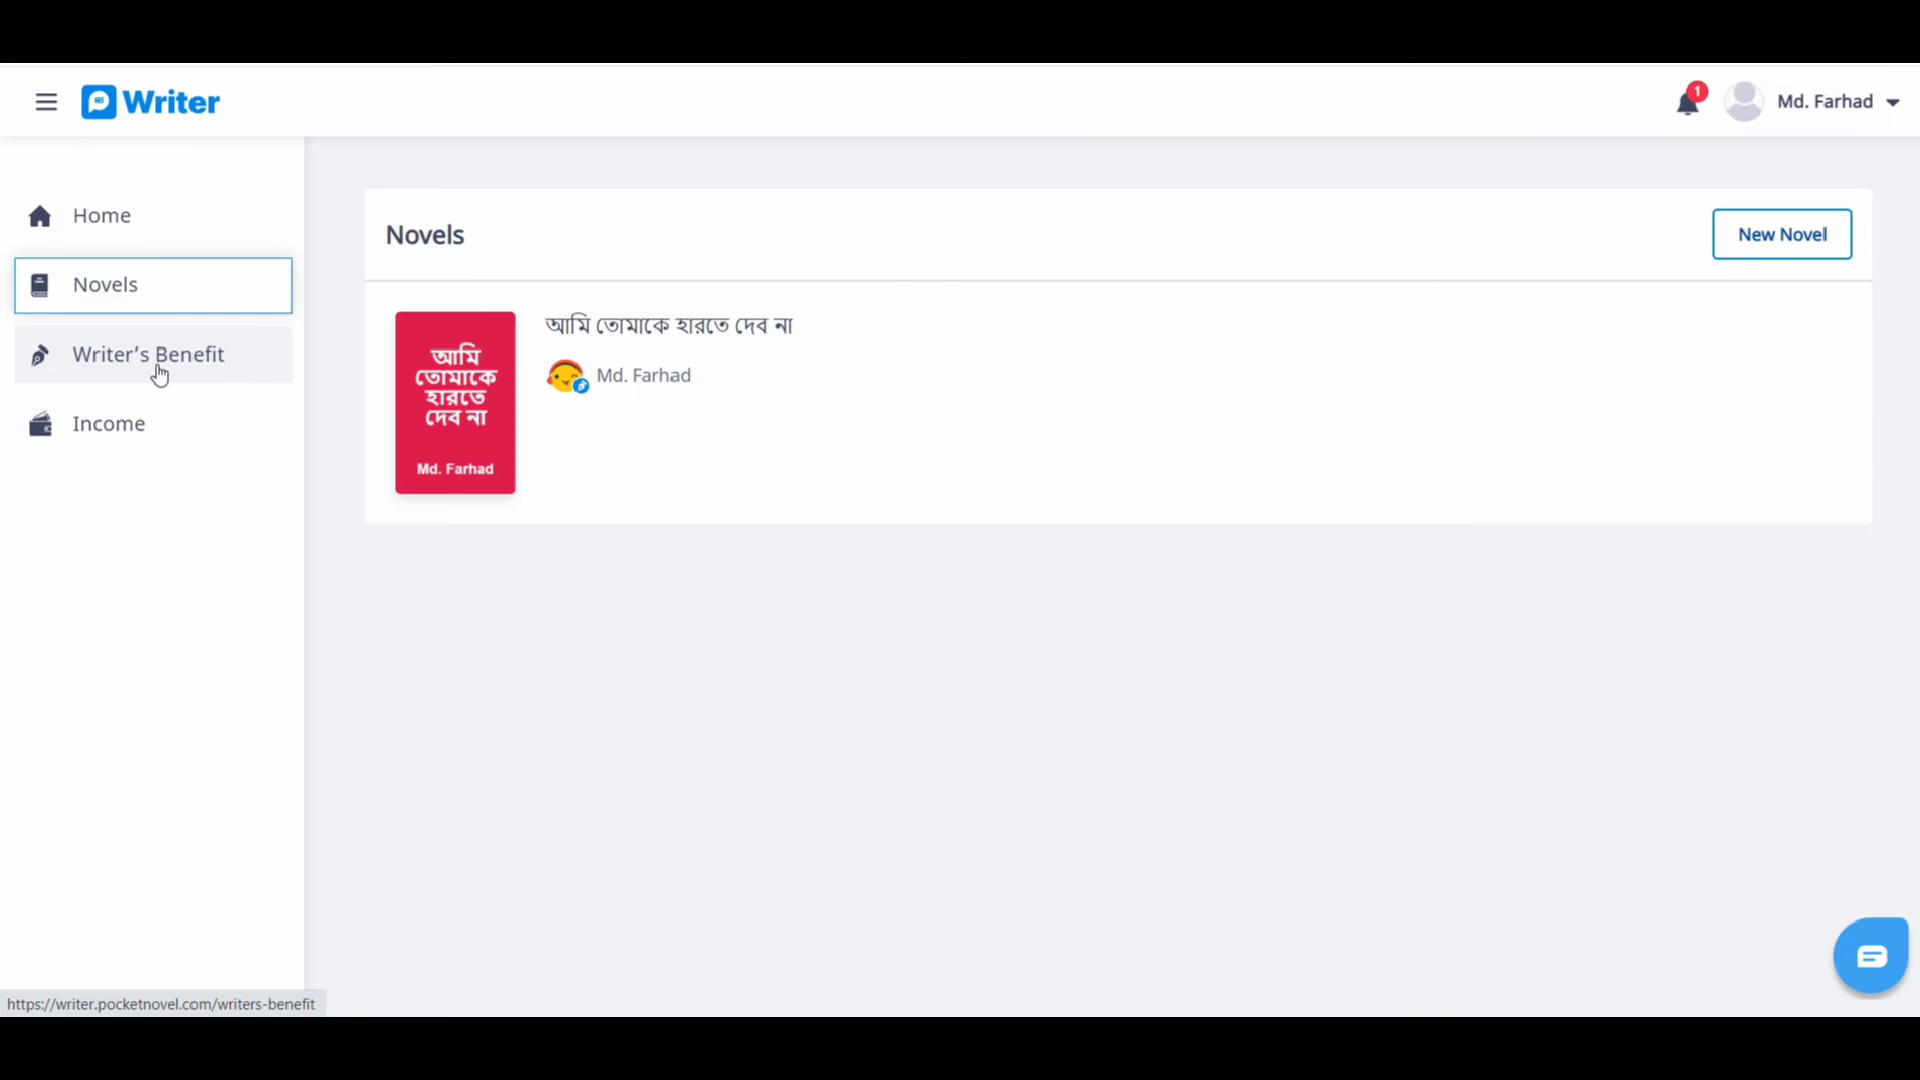 Writer
1
Md. Farhad
Home
Novels
Writer's Benefit
Income
Novels
New Novel
আমি
তোমাকে
হারতে
দেব না
Md. Farhad
আমি তোমাকে হারতে দেব না
Md. Farhad
https://writer.pocketnovel.com/writers-benefit